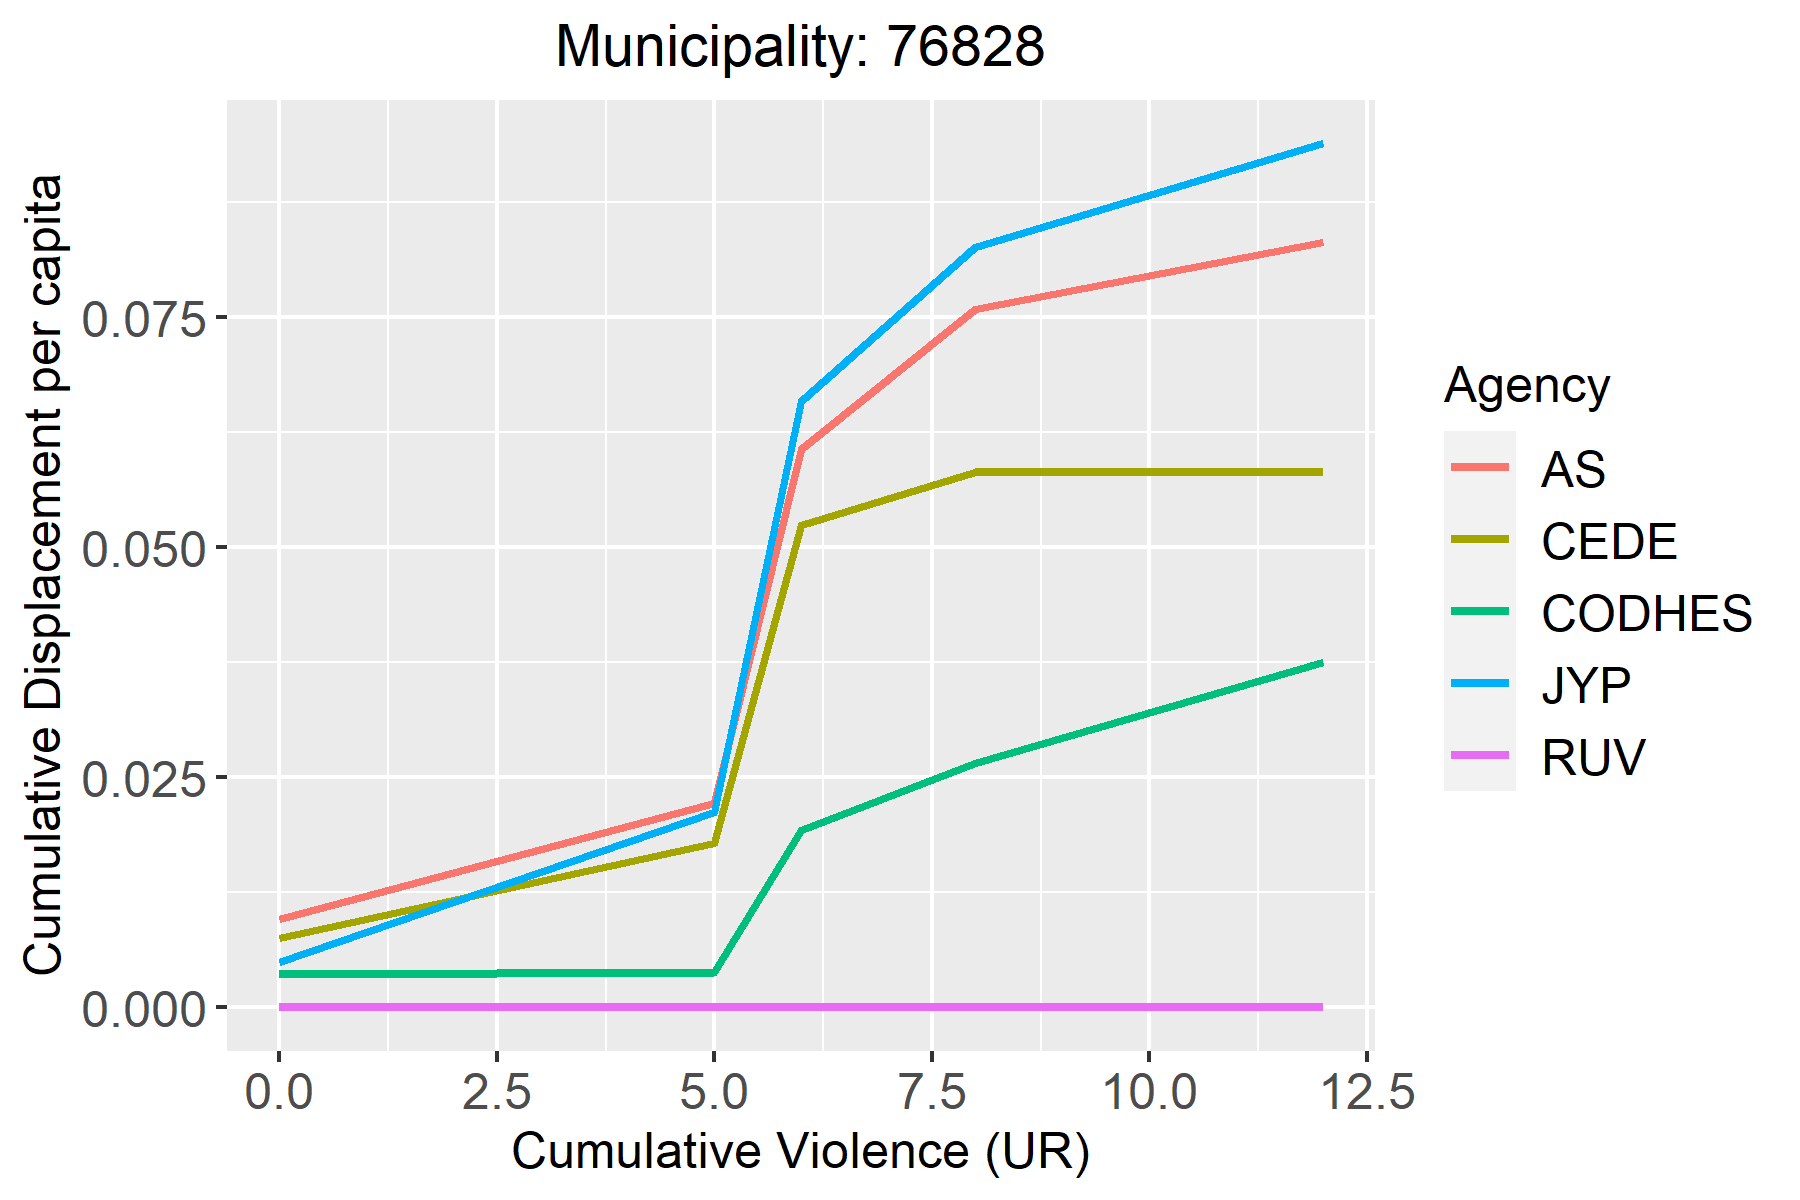 Municipality: 76828
Cumulative Displacement per capita
0.075
0.050
0.025
0.000
0.0 2.5 5.0 7.5 10.0 12.5
Cumulative Violence (UR)
Agency
AS
CEDE
CODHES
JYP
RUV